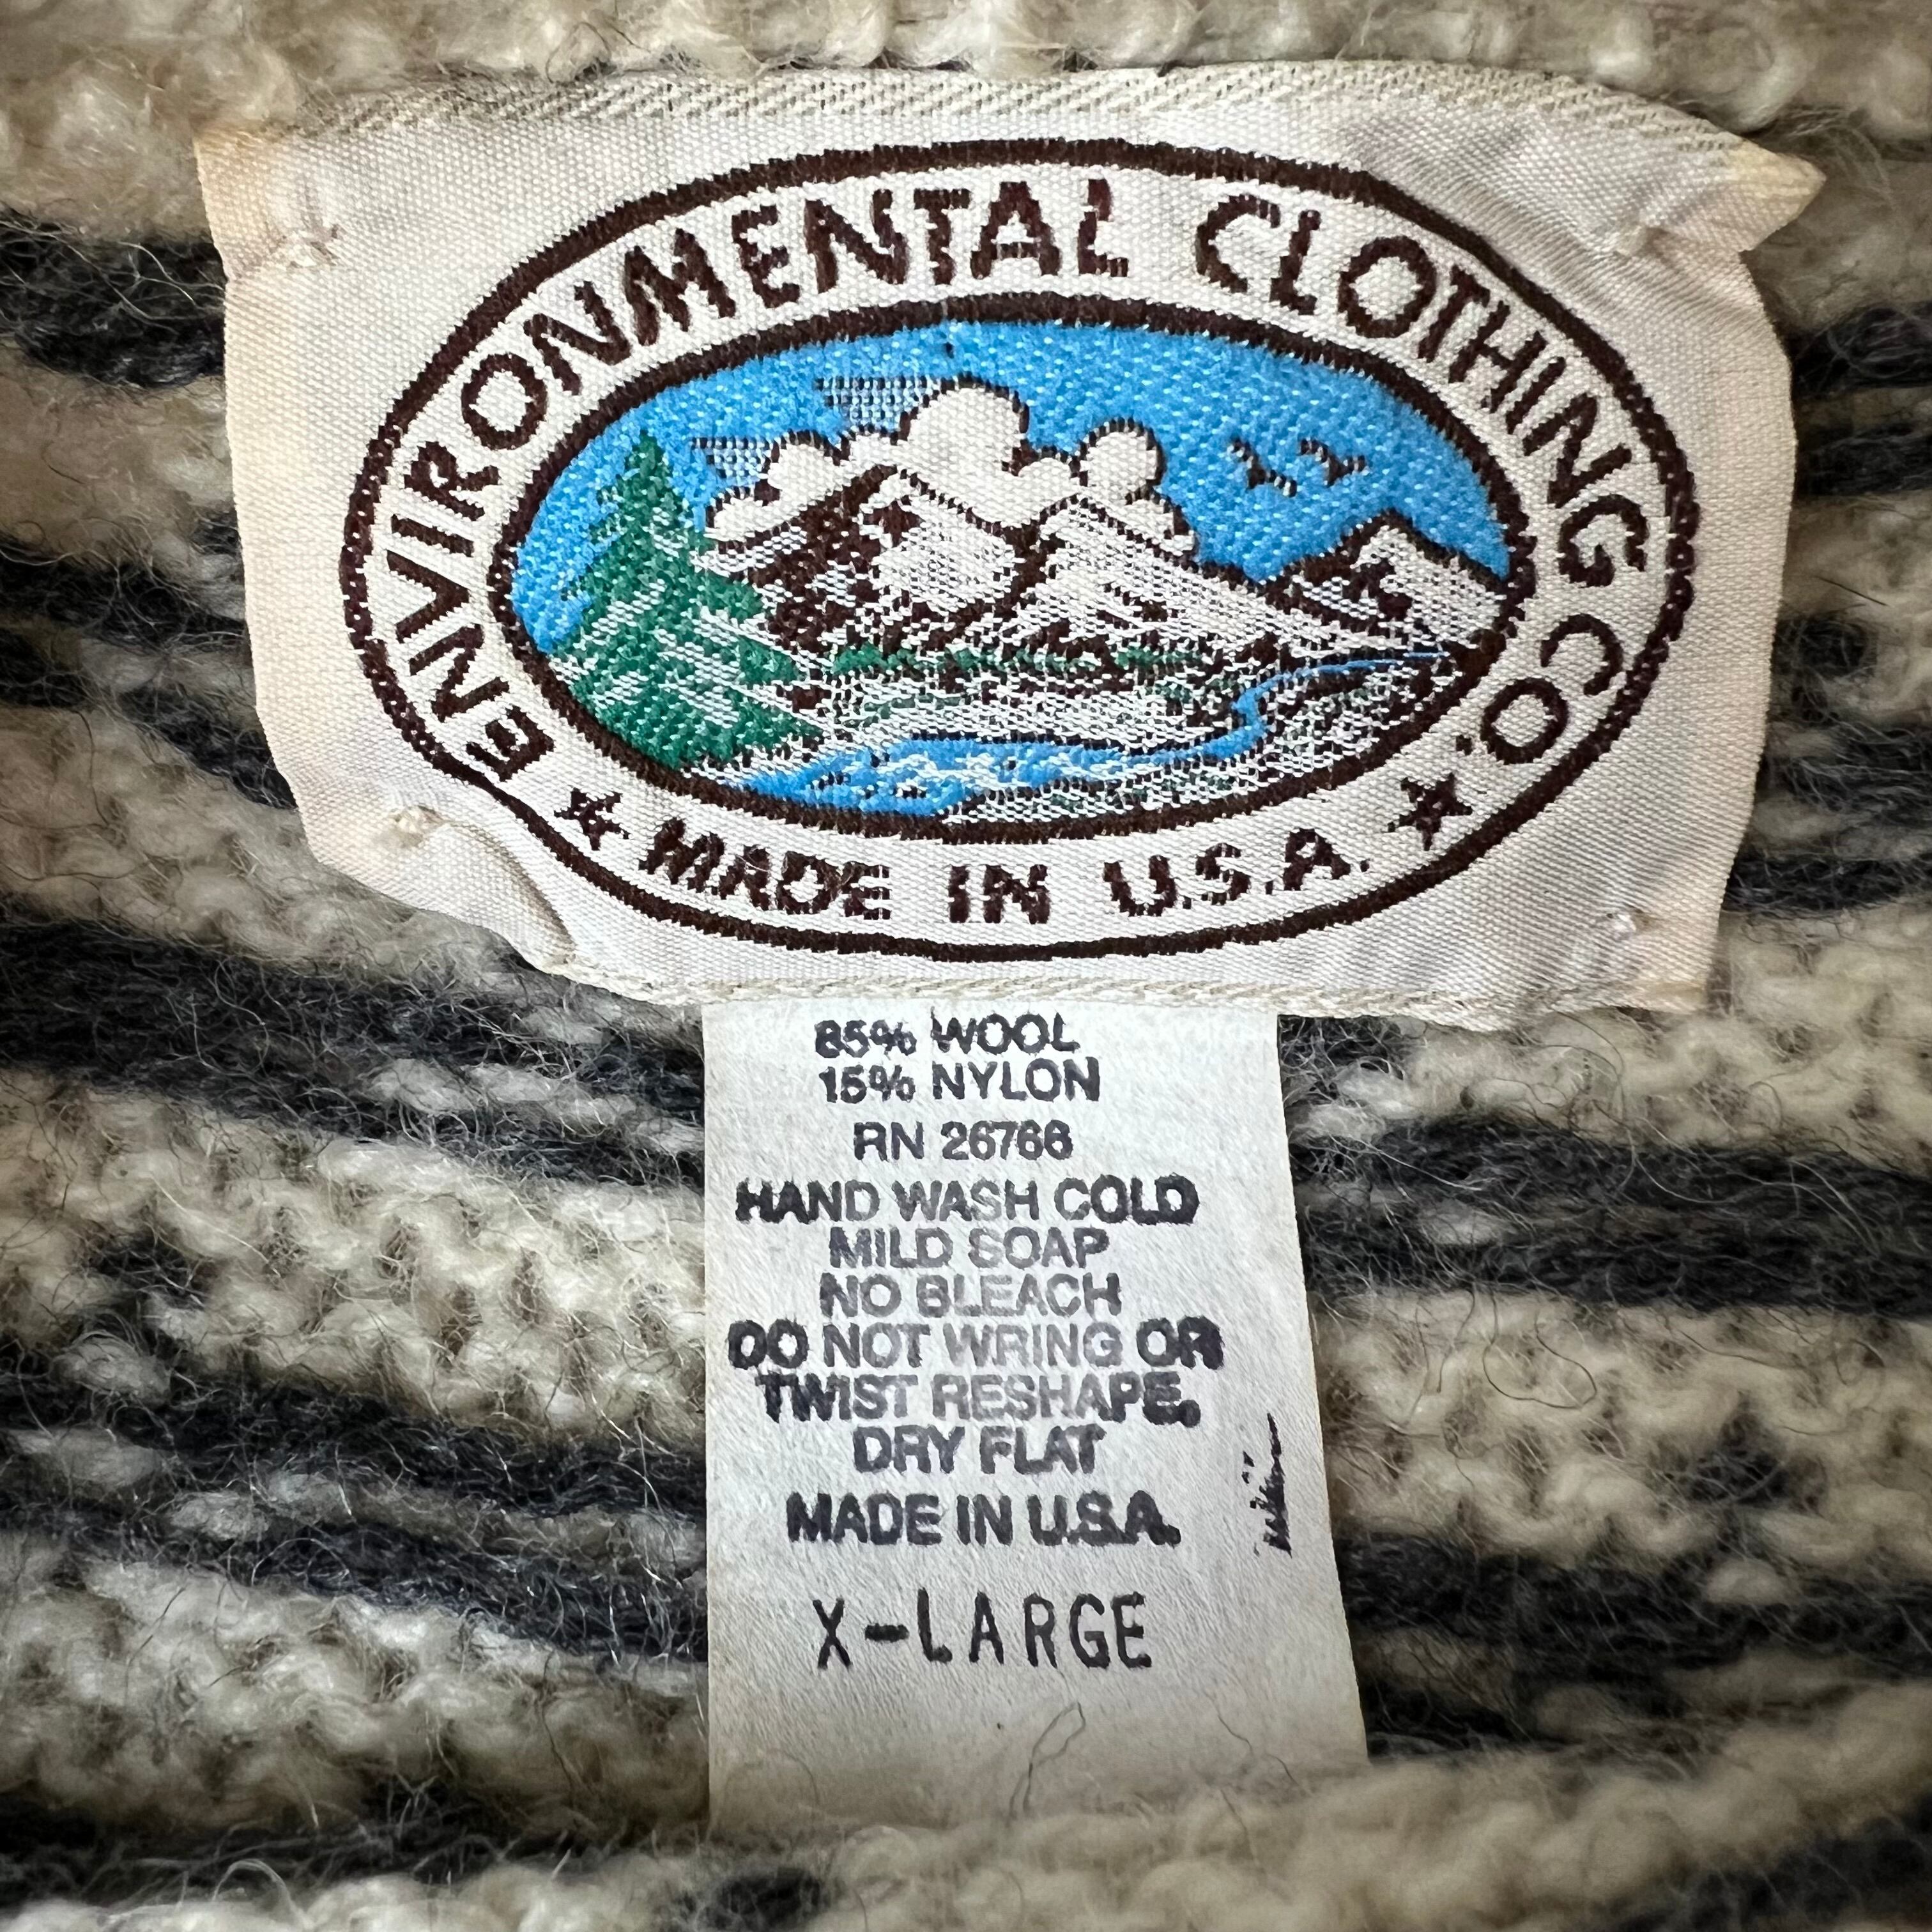 ENVIRONMENTAL CLOTHING CO.
★ MADE IN U.S.A. ★
85% WOOL
15% NYLON
RN 26766
HAND WASH COLD
MILD SOAP
NO BLEACH
DO NOT WRING OR
TWIST RESHAPE.
DRY FLAT
MADE IN U.S.A.
X-LARGE